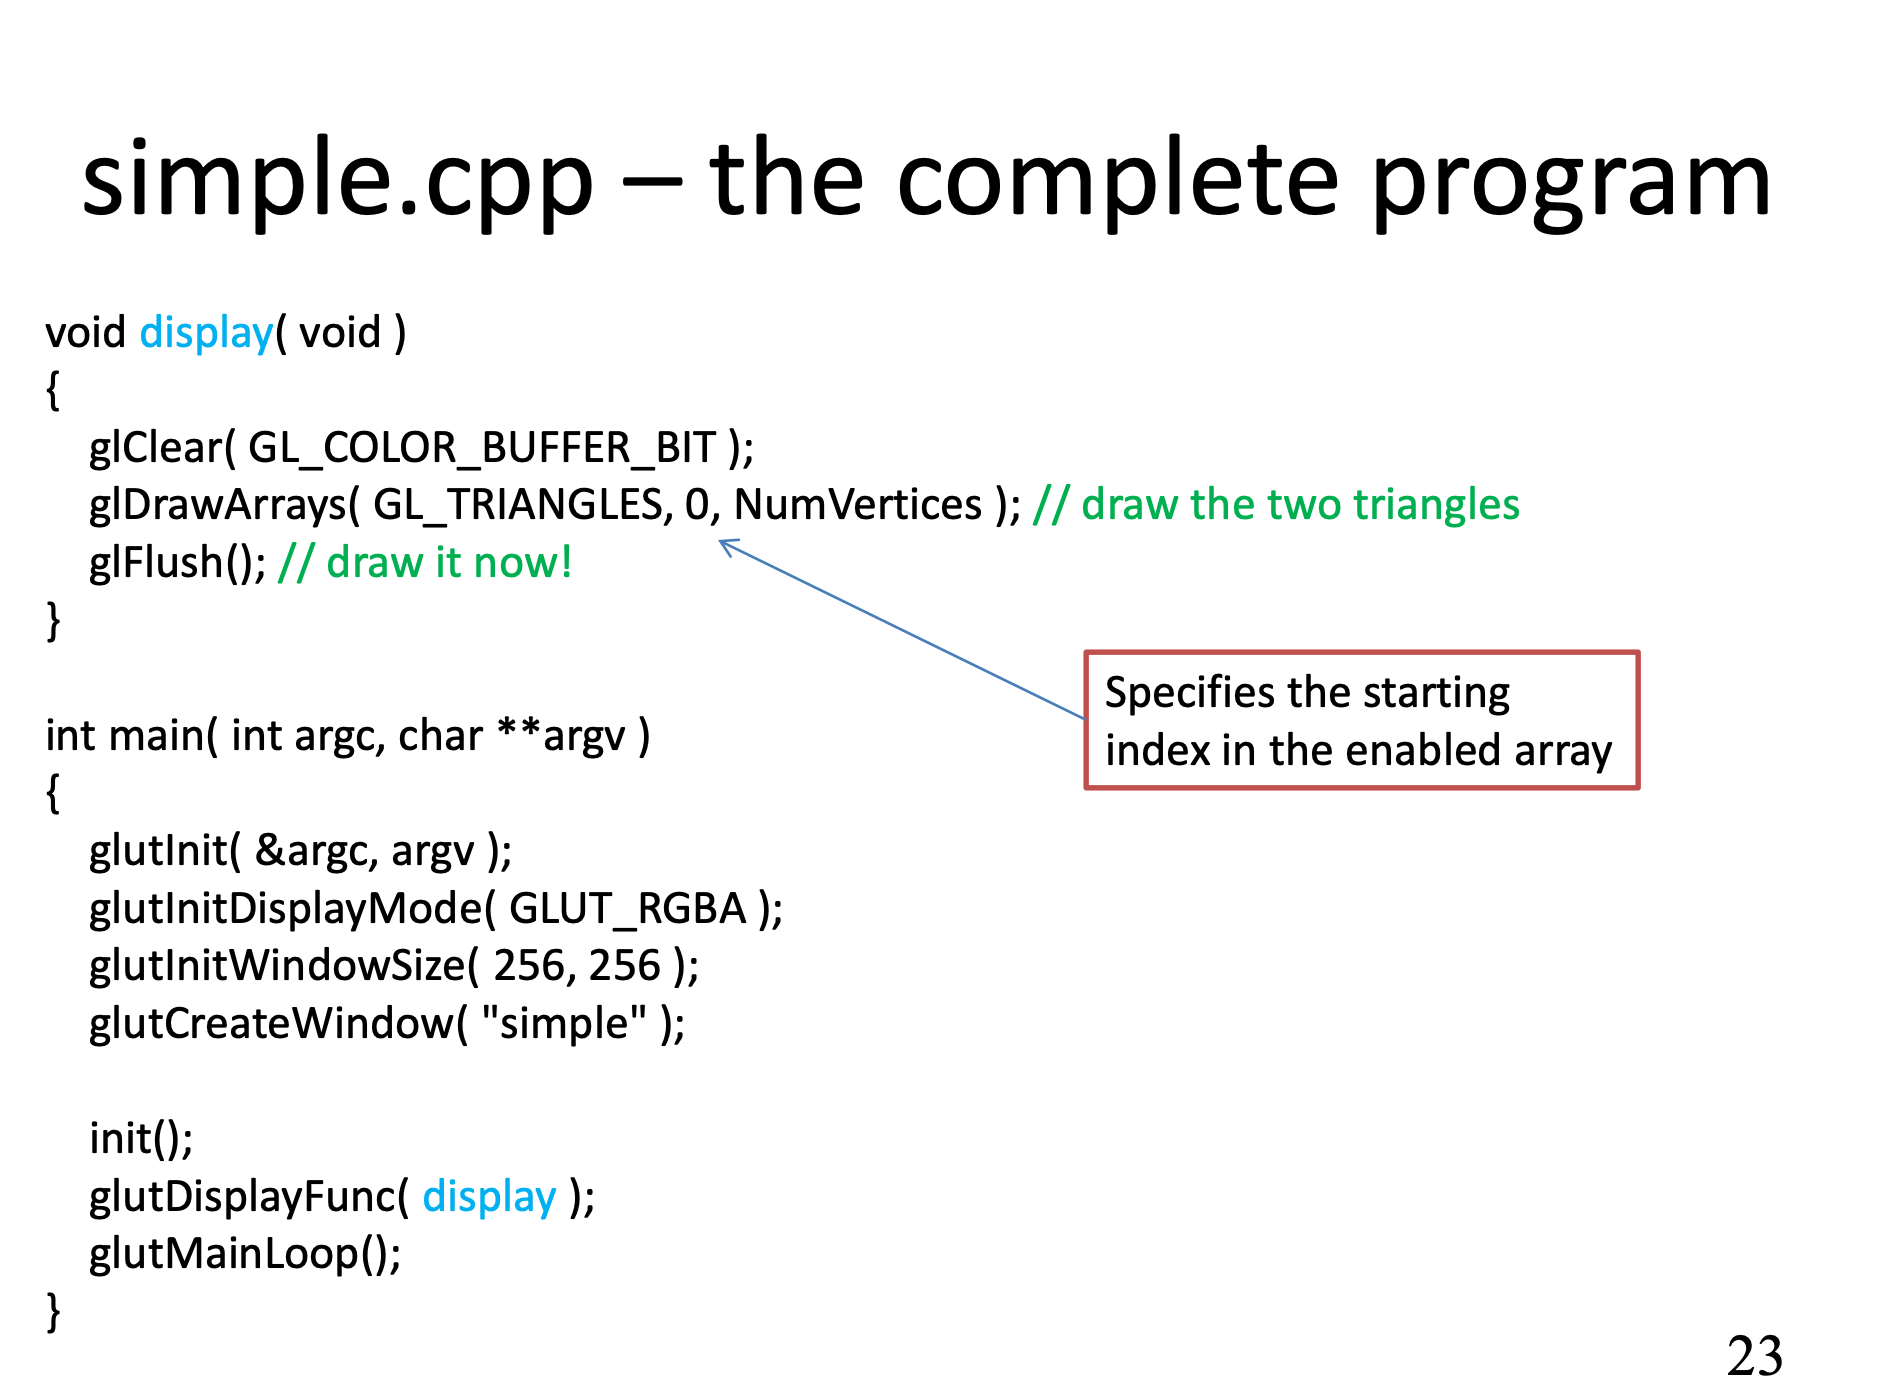 simple.cpp – the complete program
void display( void )
{
glClear( GL_COLOR_BUFFER_BIT );
glDrawArrays( GL_TRIANGLES, 0, NumVertices ); // draw the two triangles
glFlush(); // draw it now!
}
Specifies the starting
index in the enabled array
int main( int argc, char **argv )
{
glutInit( &argc, argv );
glutInitDisplayMode( GLUT_RGBA );
glutInitWindowSize( 256, 256 );
glutCreateWindow( "simple" );
init();
glutDisplayFunc( display );
glutMainLoop();
}
23